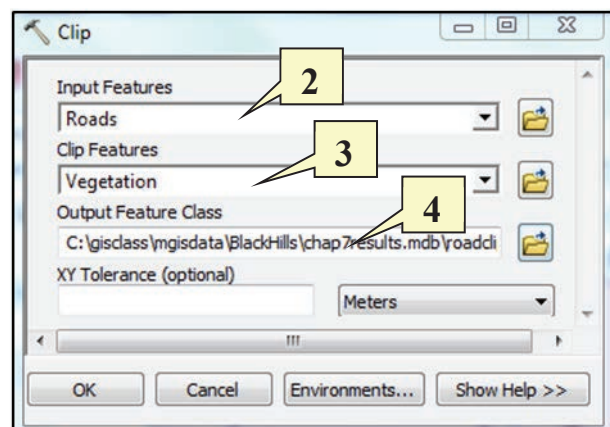 Clip
2
Input Features
Roads
3
Clip Features
Vegetation
4
Output Feature Class
C:\gisclass\mgisdata\BlackHills\chap7results.mdb\roadcli
XY Tolerance (optional)
Meters
OK Cancel Environments... Show Help >>